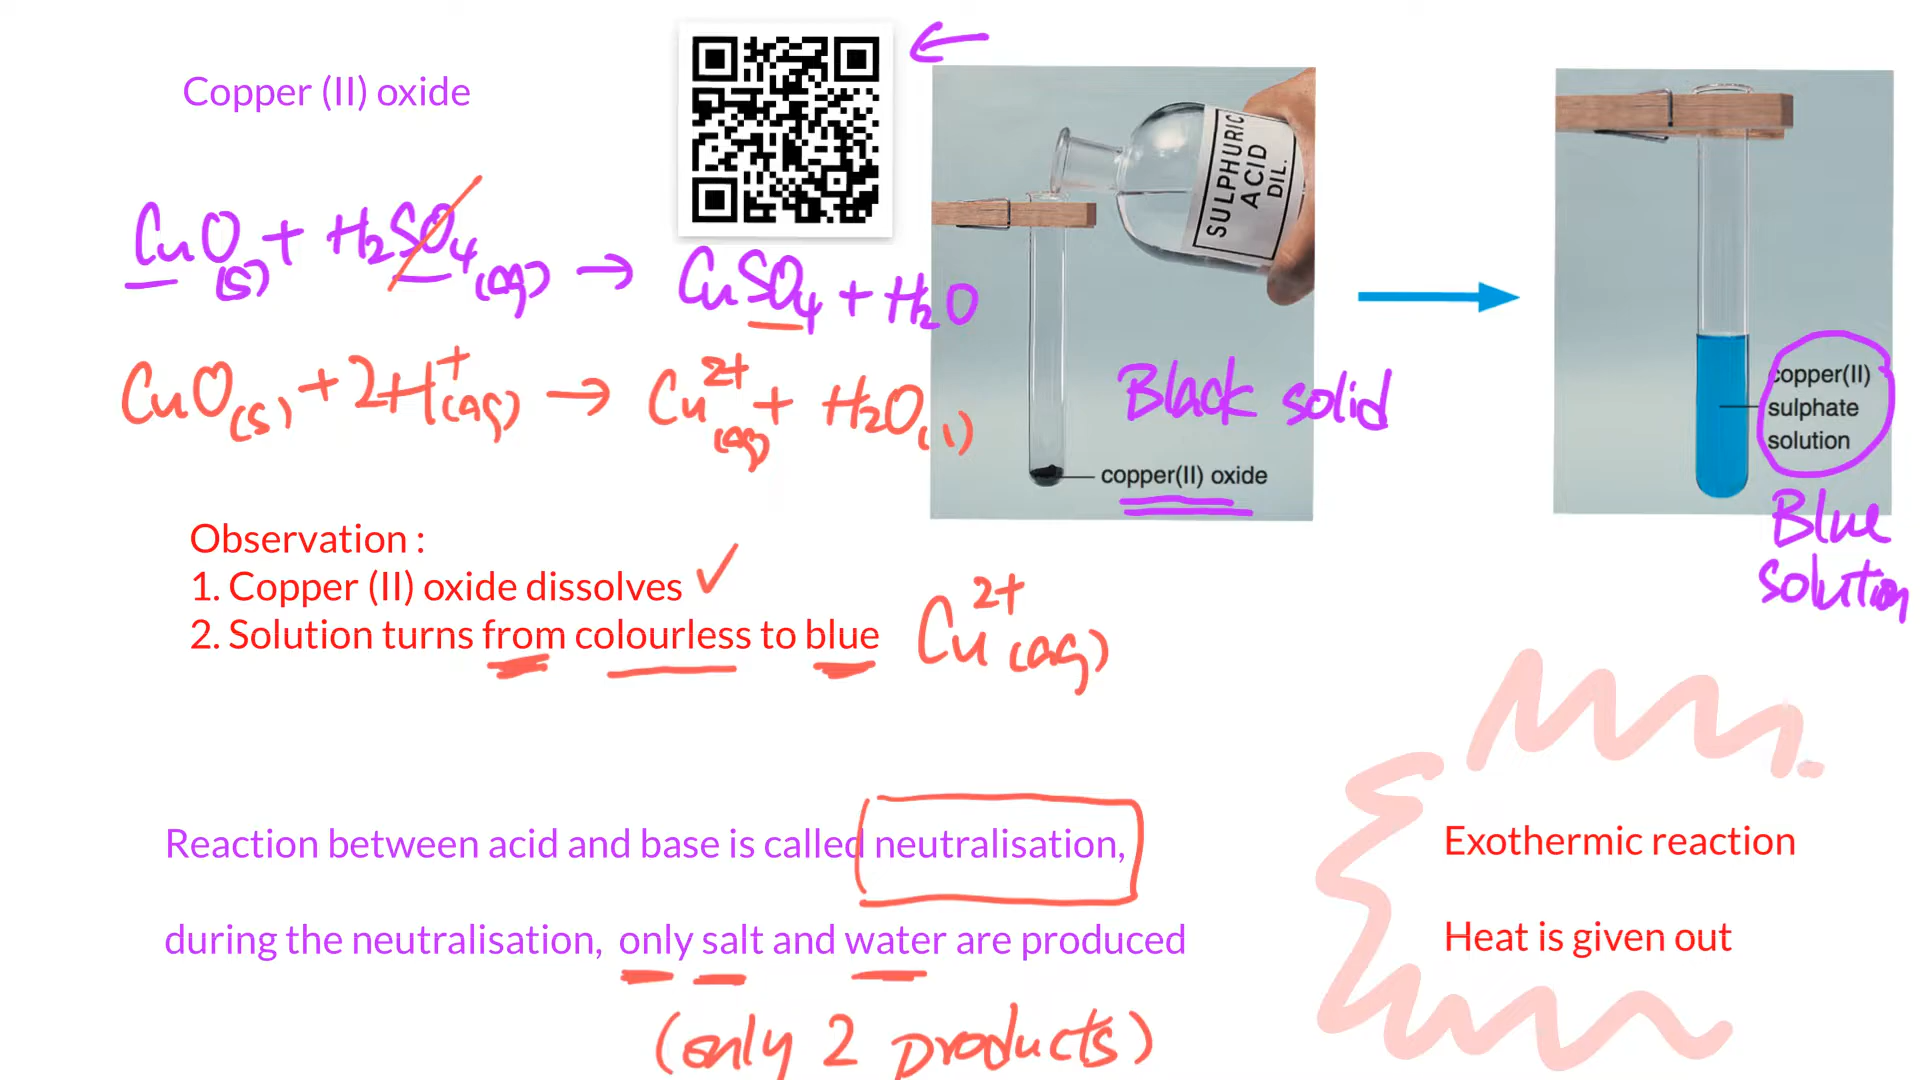 Copper (II) oxide
CuO(s) + H2SO4(aq) → CuSO4 + H2O
CuO(s) + 2H+(aq) → Cu2+(aq) + H2O(l)
SULPHURIC
ACID
DIL.
Black solid
copper(II) oxide
copper(II)
sulphate
solution
Blue
solution
Observation :
1. Copper (II) oxide dissolves ✓
2. Solution turns from colourless to blue
Cu2+(aq)
Reaction between acid and base is called neutralisation,
during the neutralisation, only salt and water are produced
(only 2 products)
Exothermic reaction
Heat is given out